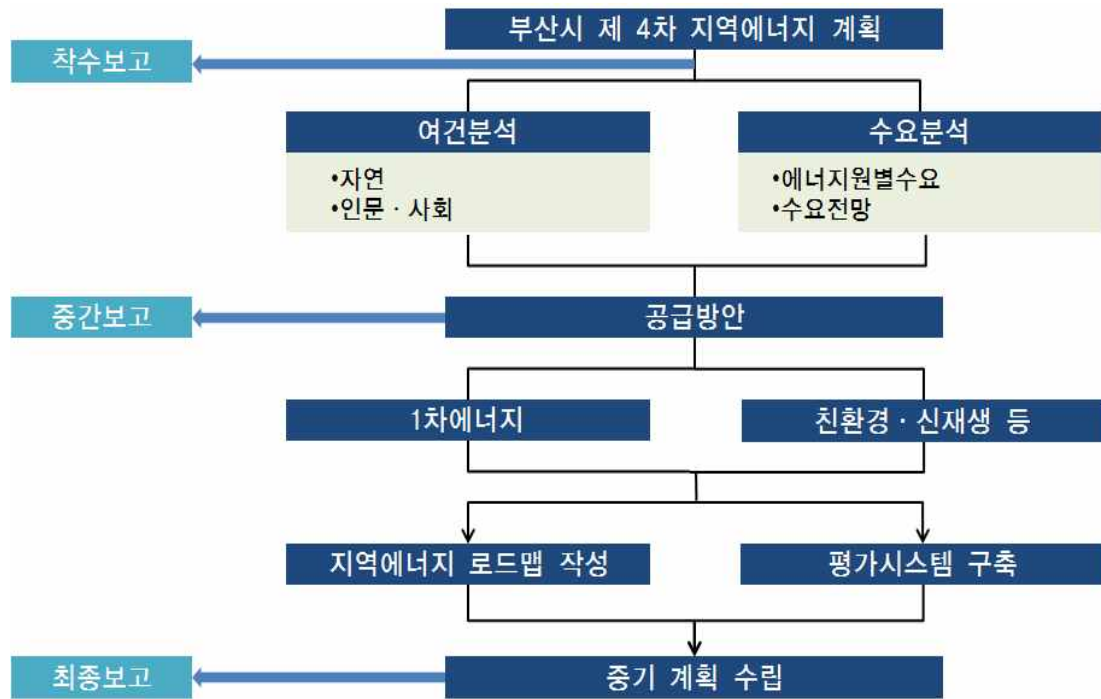 부산시 제 4차 지역에너지 계획
착수보고
여건분석
•자연
•인문·사회
수요분석
•에너지원별수요
•수요전망
중간보고
공급방안
1차에너지
친환경·신재생 등
지역에너지 로드맵 작성
평가시스템 구축
최종보고
중기 계획 수립